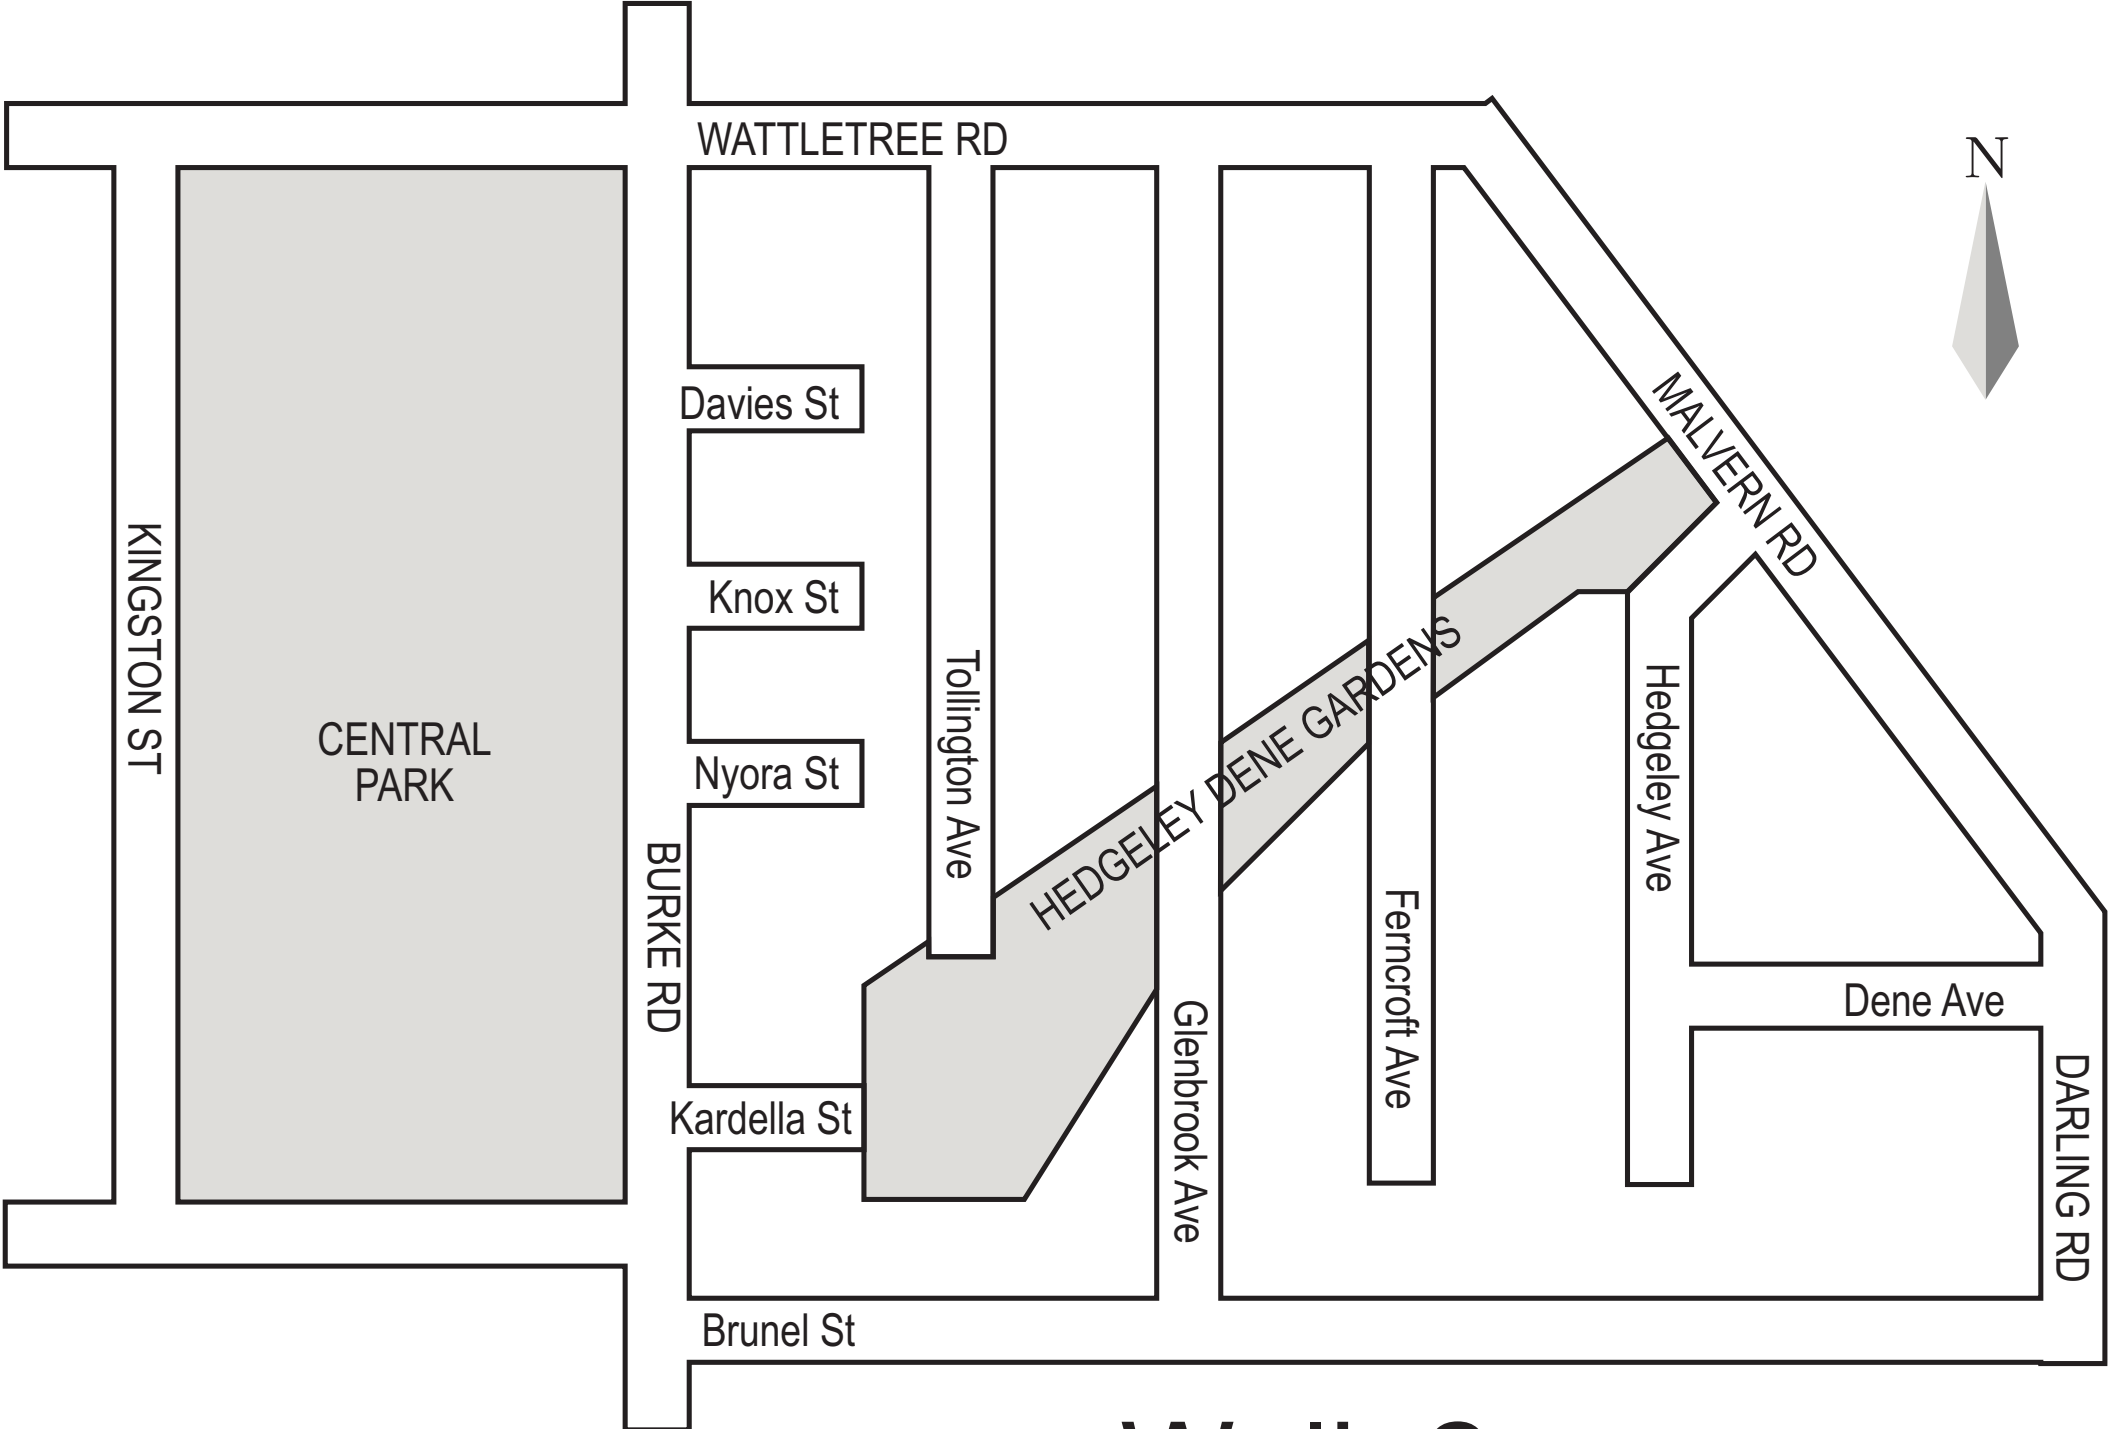 WATTLETREE RD
N
Davies St
MALVERN RD
KINGSTON ST
Knox St
Tollington Ave
HEDGELEY DENE GARDENS
Hedgeley Ave
CENTRAL
PARK
Nyora St
BURKE RD
Ferncroft Ave
Dene Ave
Glenbrook Ave
DARLING RD
Kardella St
Brunel St